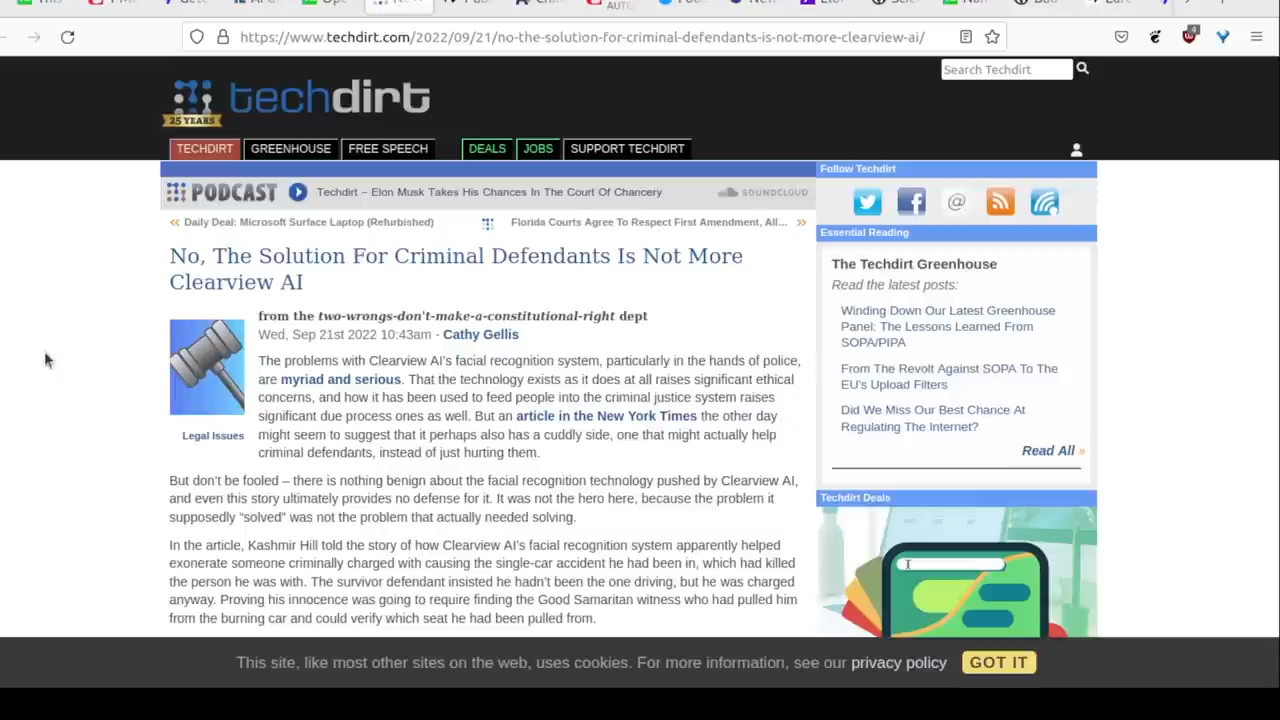 https://www.techdirt.com/2022/09/21/no-the-solution-for-criminal-defendants-is-not-more-clearview-ai/
Search Techdirt
techdirt
25 YEARS
TECHDIRT GREENHOUSE FREE SPEECH DEALS JOBS SUPPORT TECHDIRT
PODCAST Techdirt – Elon Musk Takes His Chances In The Court Of Chancery SOUNDCLOUD
<< Daily Deal: Microsoft Surface Laptop (Refurbished) Florida Courts Agree To Respect First Amendment, All... >>
No, The Solution For Criminal Defendants Is Not More
Clearview AI
from the two-wrongs-don't-make-a-constitutional-right dept
Wed, Sep 21st 2022 10:43am - Cathy Gellis
The problems with Clearview AI's facial recognition system, particularly in the hands of police,
are myriad and serious. That the technology exists as it does at all raises significant ethical
concerns, and how it has been used to feed people into the criminal justice system raises
significant due process ones as well. But an article in the New York Times the other day
might seem to suggest that it perhaps also has a cuddly side, one that might actually help
criminal defendants, instead of just hurting them.
Legal Issues
But don't be fooled – there is nothing benign about the facial recognition technology pushed by Clearview AI,
and even this story ultimately provides no defense for it. It was not the hero here, because the problem it
supposedly “solved” was not the problem that actually needed solving.
In the article, Kashmir Hill told the story of how Clearview AI's facial recognition system apparently helped
exonerate someone criminally charged with causing the single-car accident he had been in, which had killed
the person he was with. The survivor defendant insisted he hadn't been the one driving, but he was charged
anyway. Proving his innocence was going to require finding the Good Samaritan witness who had pulled him
from the burning car and could verify which seat he had been pulled from.
Follow Techdirt
Essential Reading
The Techdirt Greenhouse
Read the latest posts:
Winding Down Our Latest Greenhouse
Panel: The Lessons Learned From
SOPA/PIPA
From The Revolt Against SOPA To The
EU's Upload Filters
Did We Miss Our Best Chance At
Regulating The Internet?
Read All »
Techdirt Deals
This site, like most other sites on the web, uses cookies. For more information, see our privacy policy GOT IT